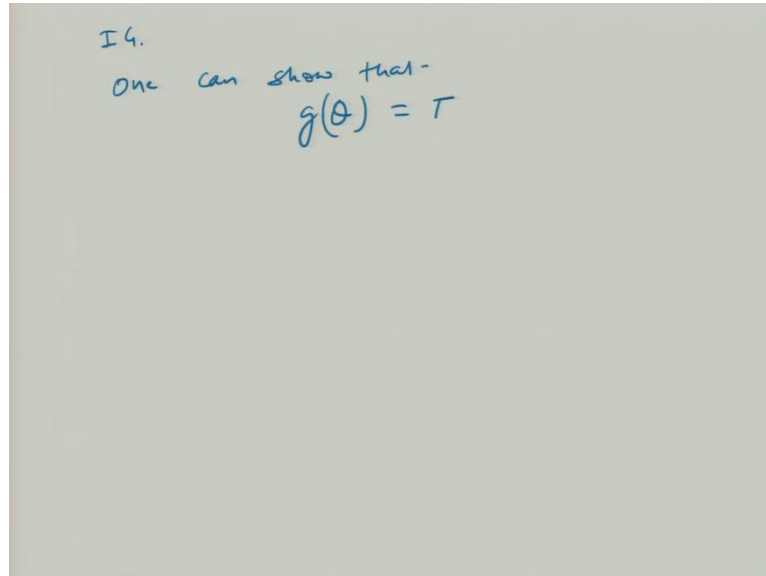 I4.
One can show that
g(θ) = T